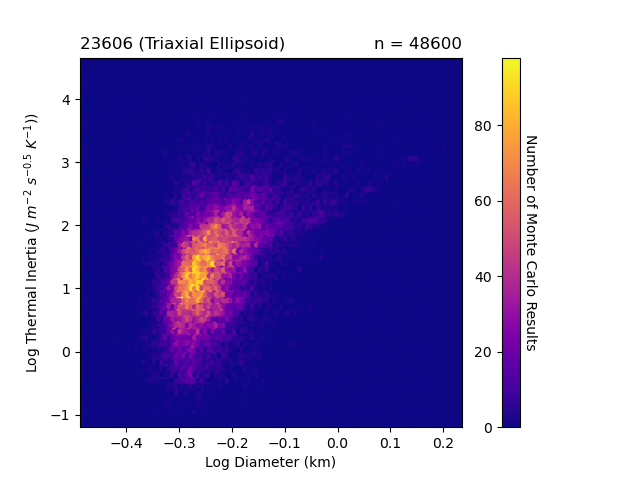 23606 (Triaxial Ellipsoid) n = 48600
4
3
2
1
0
−1
Log Thermal Inertia (J m⁻² s⁻⁰·⁵ K⁻¹))
−0.4 −0.3 −0.2 −0.1 0.0 0.1 0.2
Log Diameter (km)
80
60
40
20
0
Number of Monte Carlo Results